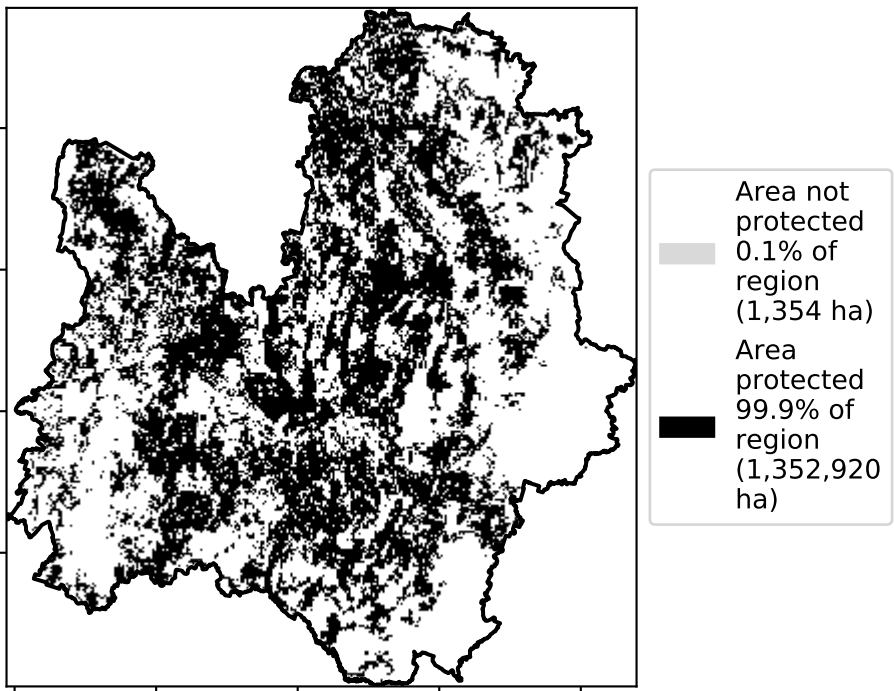 Area not
protected
0.1% of
region
(1,354 ha)
Area
protected
99.9% of
region
(1,352,920
ha)